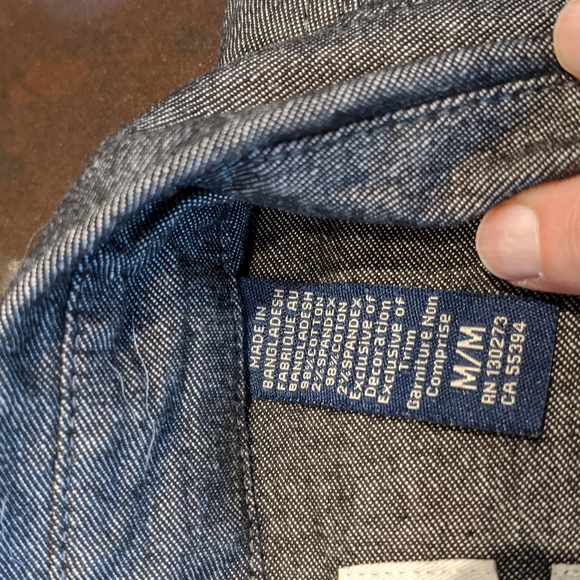 MADE IN
BANGLADESH
FABRIQUE AU
BANGLADESH
98% COTTON
2% SPANDEX
98% COTON
2% SPANDEX
Exclusive of
Decoration
Exclusive of
Trim
Garniture Non
Comprise
M/M
RN 130273
CA 55394